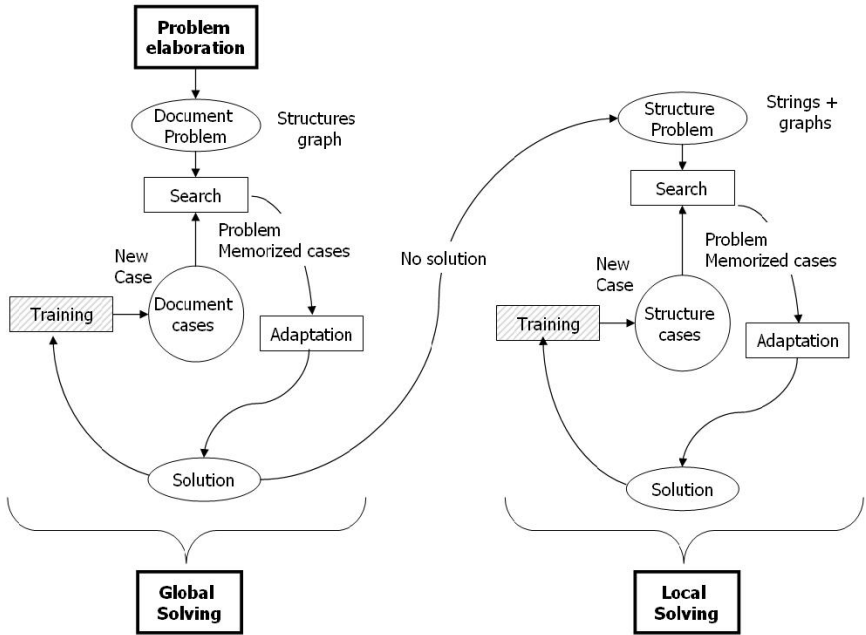 Problem
elaboration
Document
Problem
Structures
graph
Search
Problem
Memorized cases
New
Case
Document
cases
Training
Adaptation
Solution
Global
Solving
No solution
Structure
Problem
Strings +
graphs
Search
Problem
Memorized cases
New
Case
Structure
cases
Training
Adaptation
Solution
Local
Solving